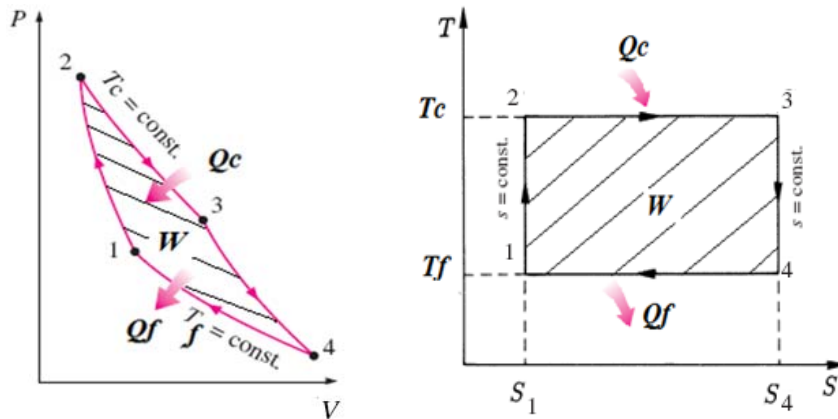 P
2
Tc = const.
Qc
3
1
W
Qf
Tf = const.
4
V
T
Qc
2
3
Tc
s = const.
W
s = const.
1
Tf
4
Qf
S1
S4
S